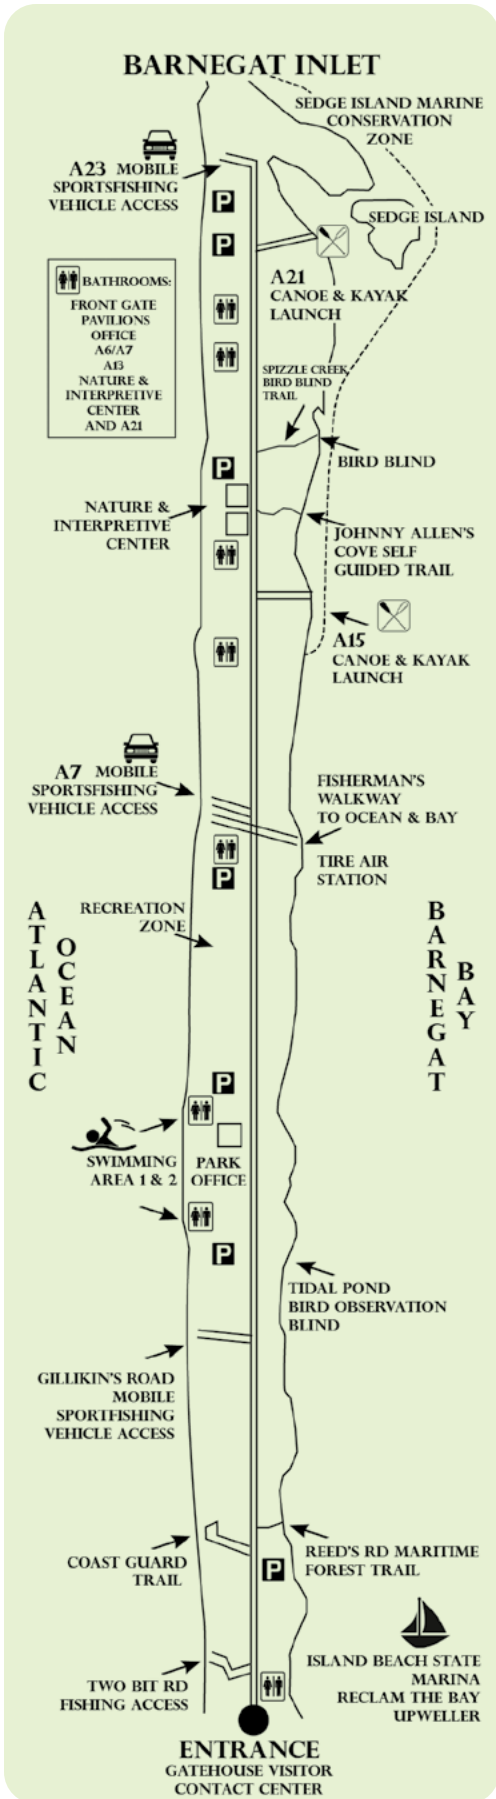 BARNEGAT INLET
SEDGE ISLAND MARINE
CONSERVATION
ZONE
A23 MOBILE
SPORTSFISHING
VEHICLE ACCESS
P
SEDGE ISLAND
P
A21
CANOE & KAYAK
LAUNCH
BATHROOMS:
FRONT GATE
PAVILIONS
OFFICE
A6/A7
A13
NATURE &
INTERPRETIVE
CENTER
AND A21
SPIZZLE CREEK
BIRD BLIND
TRAIL
BIRD BLIND
P
NATURE &
INTERPRETIVE
CENTER
JOHNNY ALLEN'S
COVE SELF
GUIDED TRAIL
A15
CANOE & KAYAK
LAUNCH
A7 MOBILE
SPORTSFISHING
VEHICLE ACCESS
FISHERMAN'S
WALKWAY
TO OCEAN & BAY
TIRE AIR
STATION
P
RECREATION
ZONE
ATLANTIC
OCEAN
BARNEGAT
BAY
P
SWIMMING
AREA 1 & 2
PARK
OFFICE
P
TIDAL POND
BIRD OBSERVATION
BLIND
GILLIKIN'S ROAD
MOBILE
SPORTFISHING
VEHICLE ACCESS
COAST GUARD
TRAIL
REED'S RD MARITIME
FOREST TRAIL
P
TWO BIT RD
FISHING ACCESS
ISLAND BEACH STATE
MARINA
RECLAM THE BAY
UPWELLER
ENTRANCE
GATEHOUSE VISITOR
CONTACT CENTER